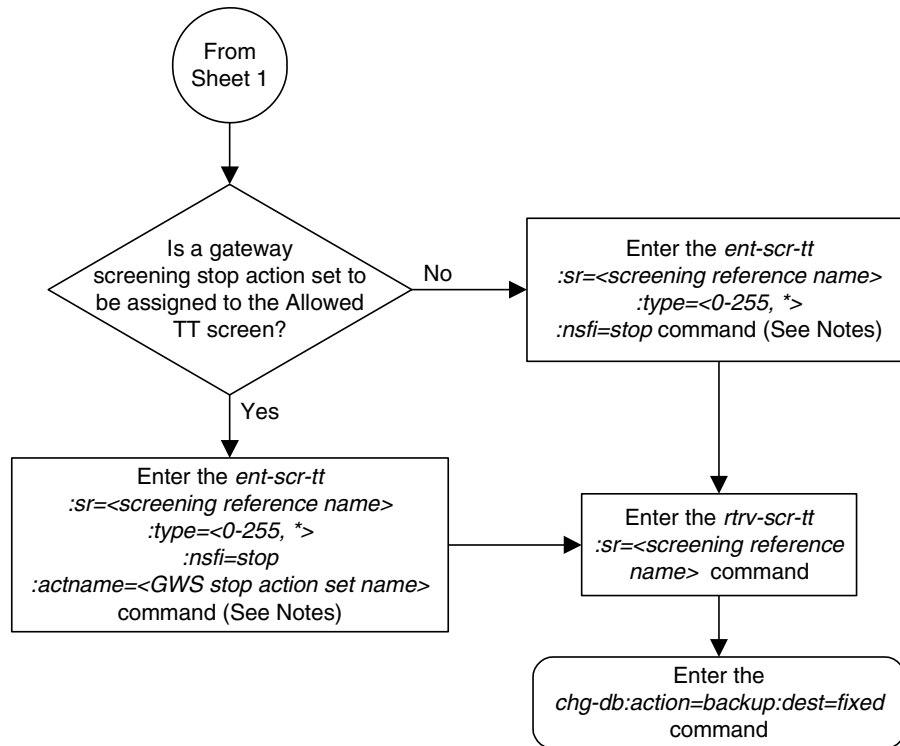 From
Sheet 1
Is a gateway
screening stop action set to
be assigned to the Allowed
TT screen?
No
Enter the ent-scr-tt
:sr=<screening reference name>
:type=<0-255, *>
:nsfi=stop command (See Notes)
Yes
Enter the ent-scr-tt
:sr=<screening reference name>
:type=<0-255, *>
:nsfi=stop
:actname=<GWS stop action set name>
command (See Notes)
Enter the rtrv-scr-tt
:sr=<screening reference
name> command
Enter the
chg-db:action=backup:dest=fixed
command